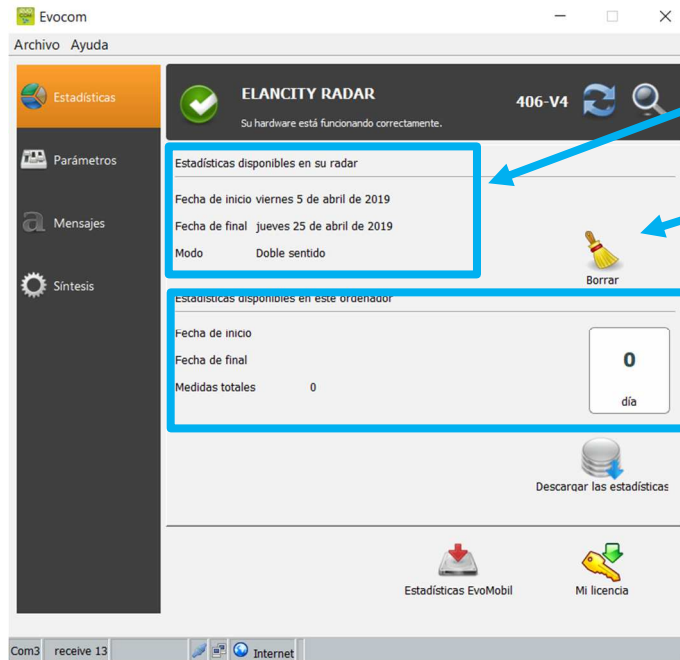 Evocom
Archivo Ayuda
Estadísticas
ELANCITY RADAR
406-V4
Su hardware está funcionando correctamente.
Parámetros
Mensajes
Síntesis
Estadísticas disponibles en su radar
Fecha de inicio viernes 5 de abril de 2019
Fecha de final jueves 25 de abril de 2019
Modo Doble sentido
Borrar
Estadísticas disponibles en este ordenador
Fecha de inicio
Fecha de final
Medidas totales 0
0
día
Descargar las estadísticas
Estadísticas EvoMobil
Mi licencia
Com3 receive 13 Internet